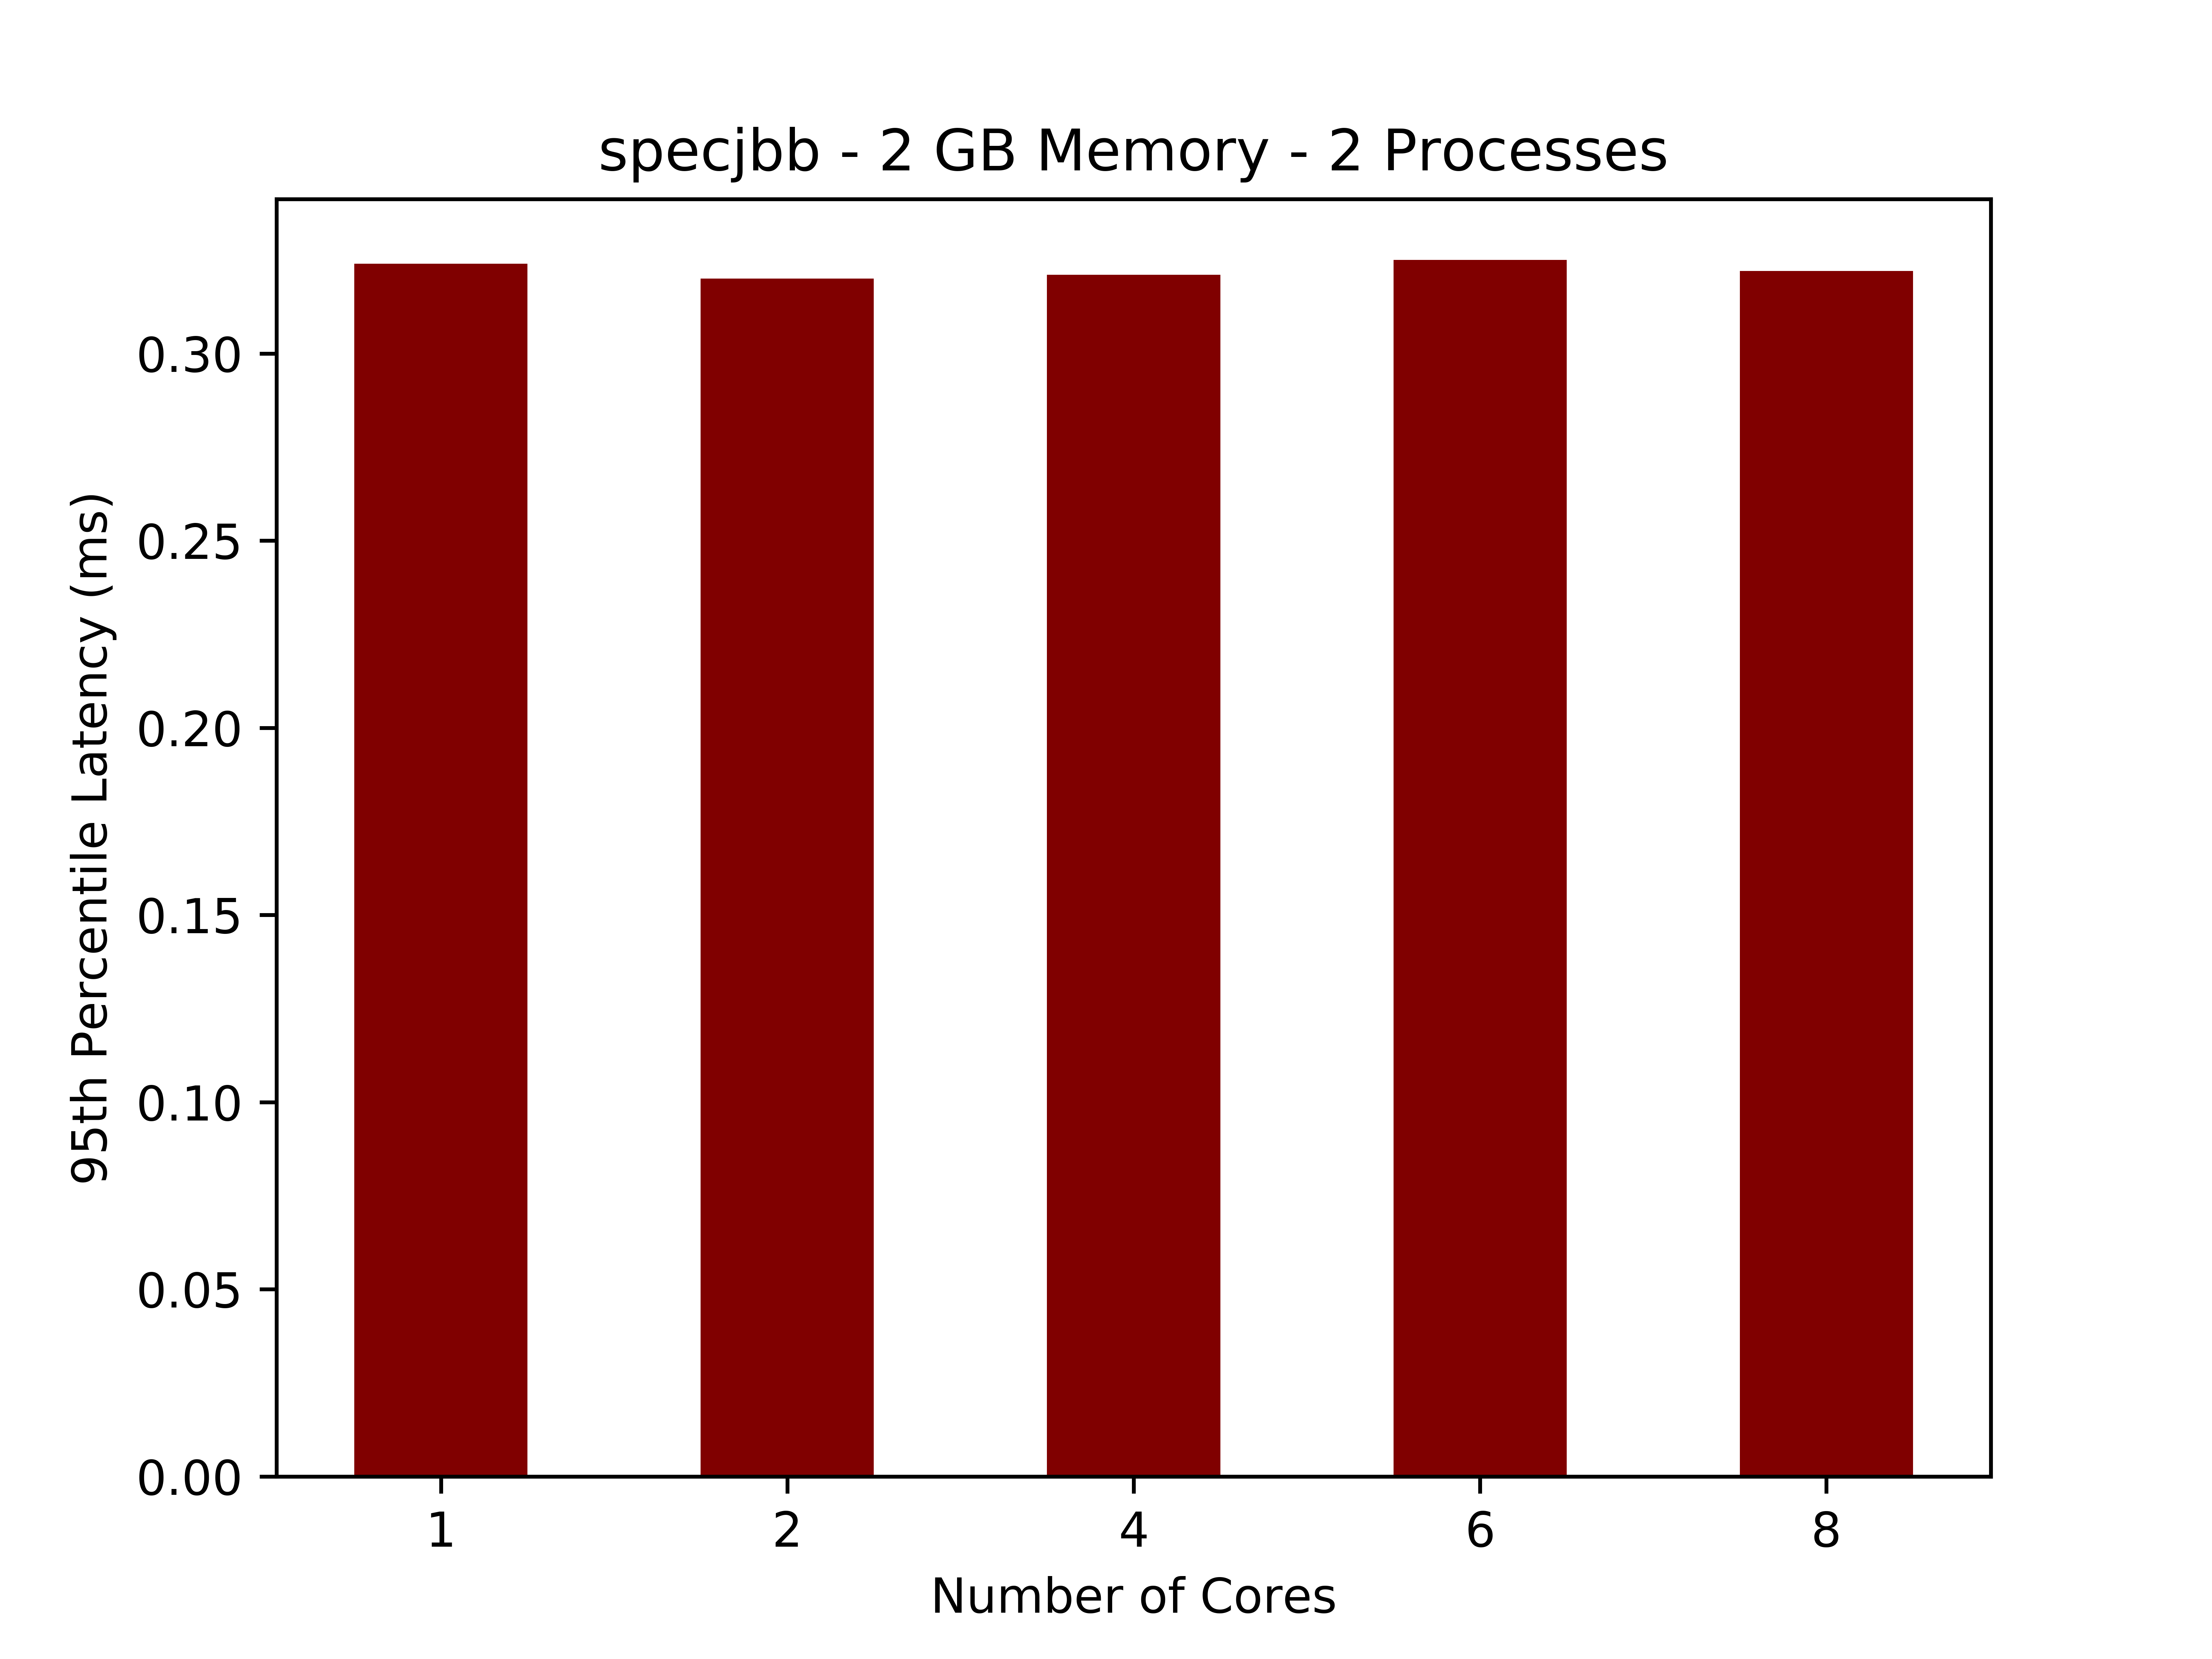 specjbb - 2 GB Memory - 2 Processes
95th Percentile Latency (ms)
0.30
0.25
0.20
0.15
0.10
0.05
0.00
1 2 4 6 8
Number of Cores